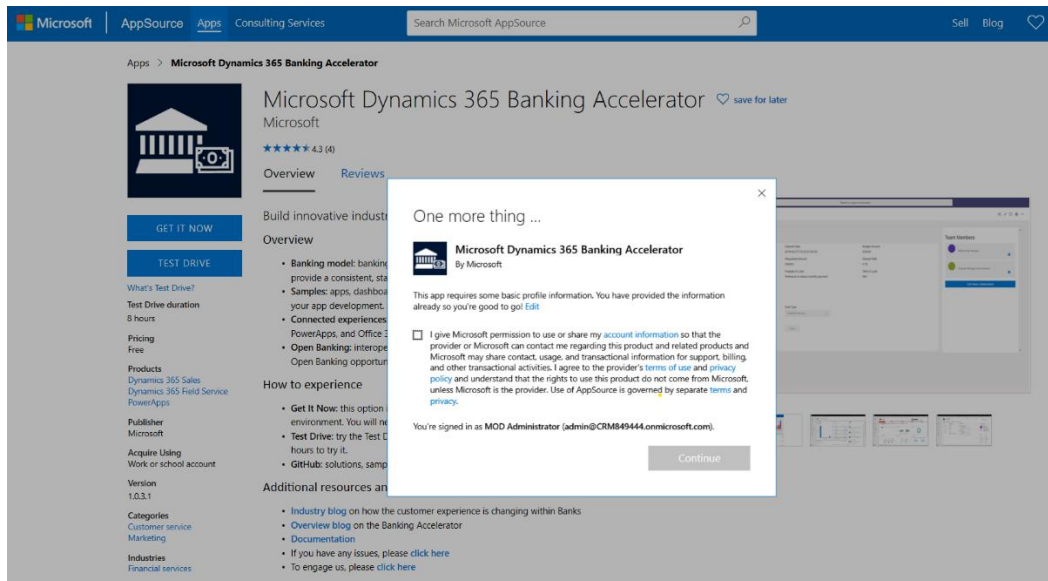 Microsoft
AppSource
Apps
Consulting Services
Search Microsoft AppSource
Sell
Blog
Apps > Microsoft Dynamics 365 Banking Accelerator
Microsoft Dynamics 365 Banking Accelerator
save for later
Microsoft
4.3 (4)
Overview
Reviews
GET IT NOW
TEST DRIVE
What's Test Drive?
Test Drive duration
8 hours
Pricing
Free
Products
Dynamics 365 Sales
Dynamics 365 Field Service
PowerApps
Publisher
Microsoft
Acquire Using
Work or school account
Version
1.0.3.1
Categories
Customer service
Marketing
Industries
Financial services
Build innovative industr
Overview
• Banking model: banking
provide a consistent, sta
• Samples: apps, dashboa
your app development.
• Connected experiences
PowerApps, and Office 3
• Open Banking: interope
Open Banking opportun
How to experience
• Get It Now: this option i
environment. You will ne
• Test Drive: try the Test D
hours to try it.
• GitHub: solutions, samp
Additional resources an
• Industry blog on how the customer experience is changing within Banks
• Overview blog on the Banking Accelerator
• Documentation
• If you have any issues, please click here
• To engage us, please click here
One more thing ...
Microsoft Dynamics 365 Banking Accelerator
By Microsoft
This app requires some basic profile information. You have provided the information
already so you're good to go! Edit
I give Microsoft permission to use or share my account information so that the
provider or Microsoft can contact me regarding this product and related products and
Microsoft may share contact, usage, and transactional information for support, billing,
and other transactional activities. I agree to the provider's terms of use and privacy
policy and understand that the rights to use this product do not come from Microsoft,
unless Microsoft is the provider. Use of AppSource is governed by separate terms and
privacy.
You're signed in as MOD Administrator (admin@CRM849444.onmicrosoft.com).
Continue
Team Members